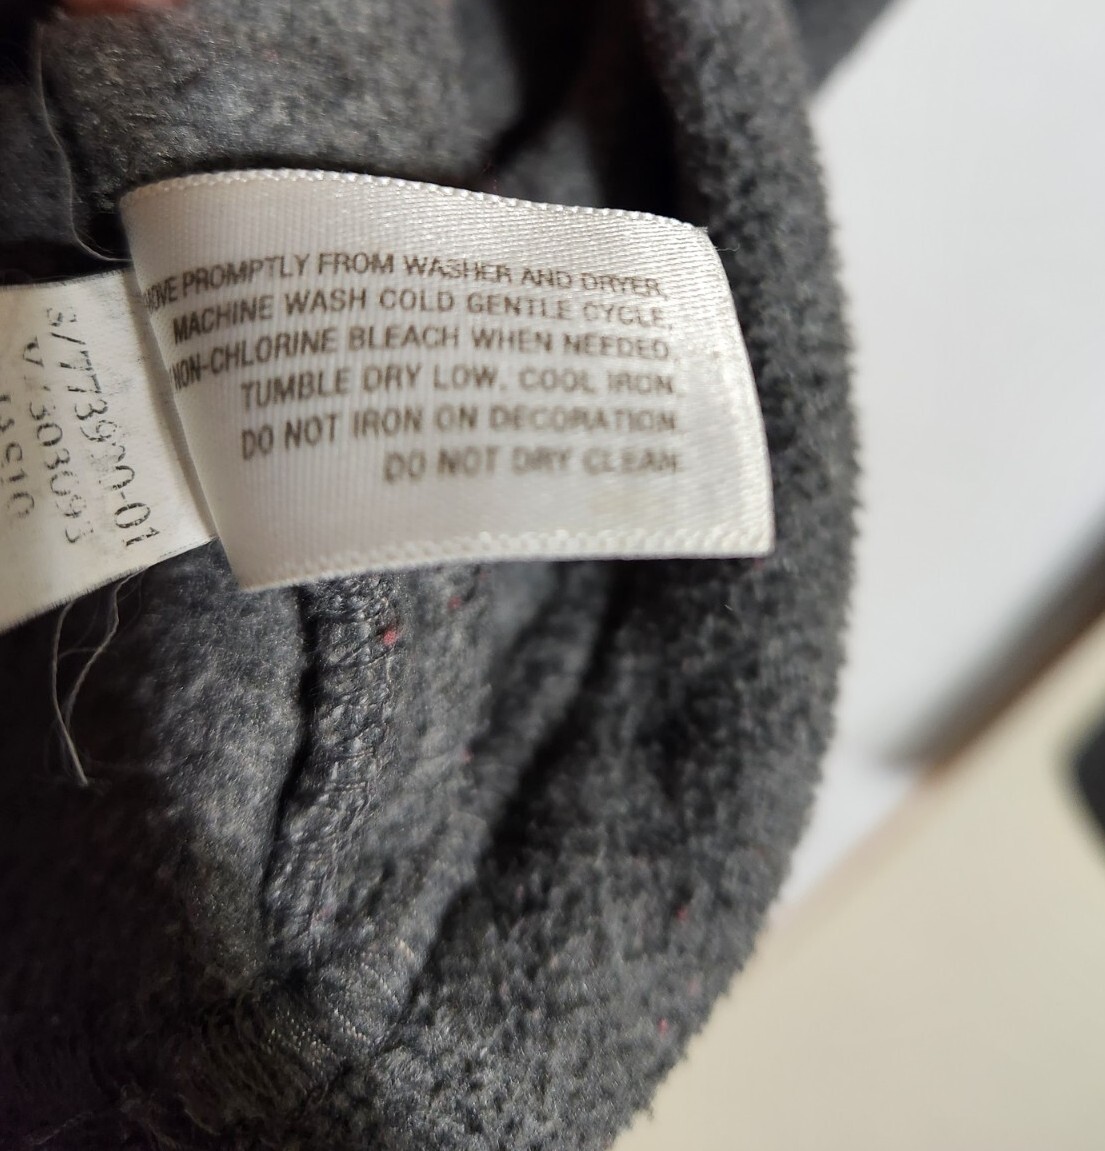 PROMPTLY FROM WASHER AND DRYER,
MACHINE WASH COLD GENTLE CYCLE.
NON-CHLORINE BLEACH WHEN NEEDED.
TUMBLE DRY LOW. COOL IRON.
DO NOT IRON ON DECORATION.
DO NOT DRY CLEAN.